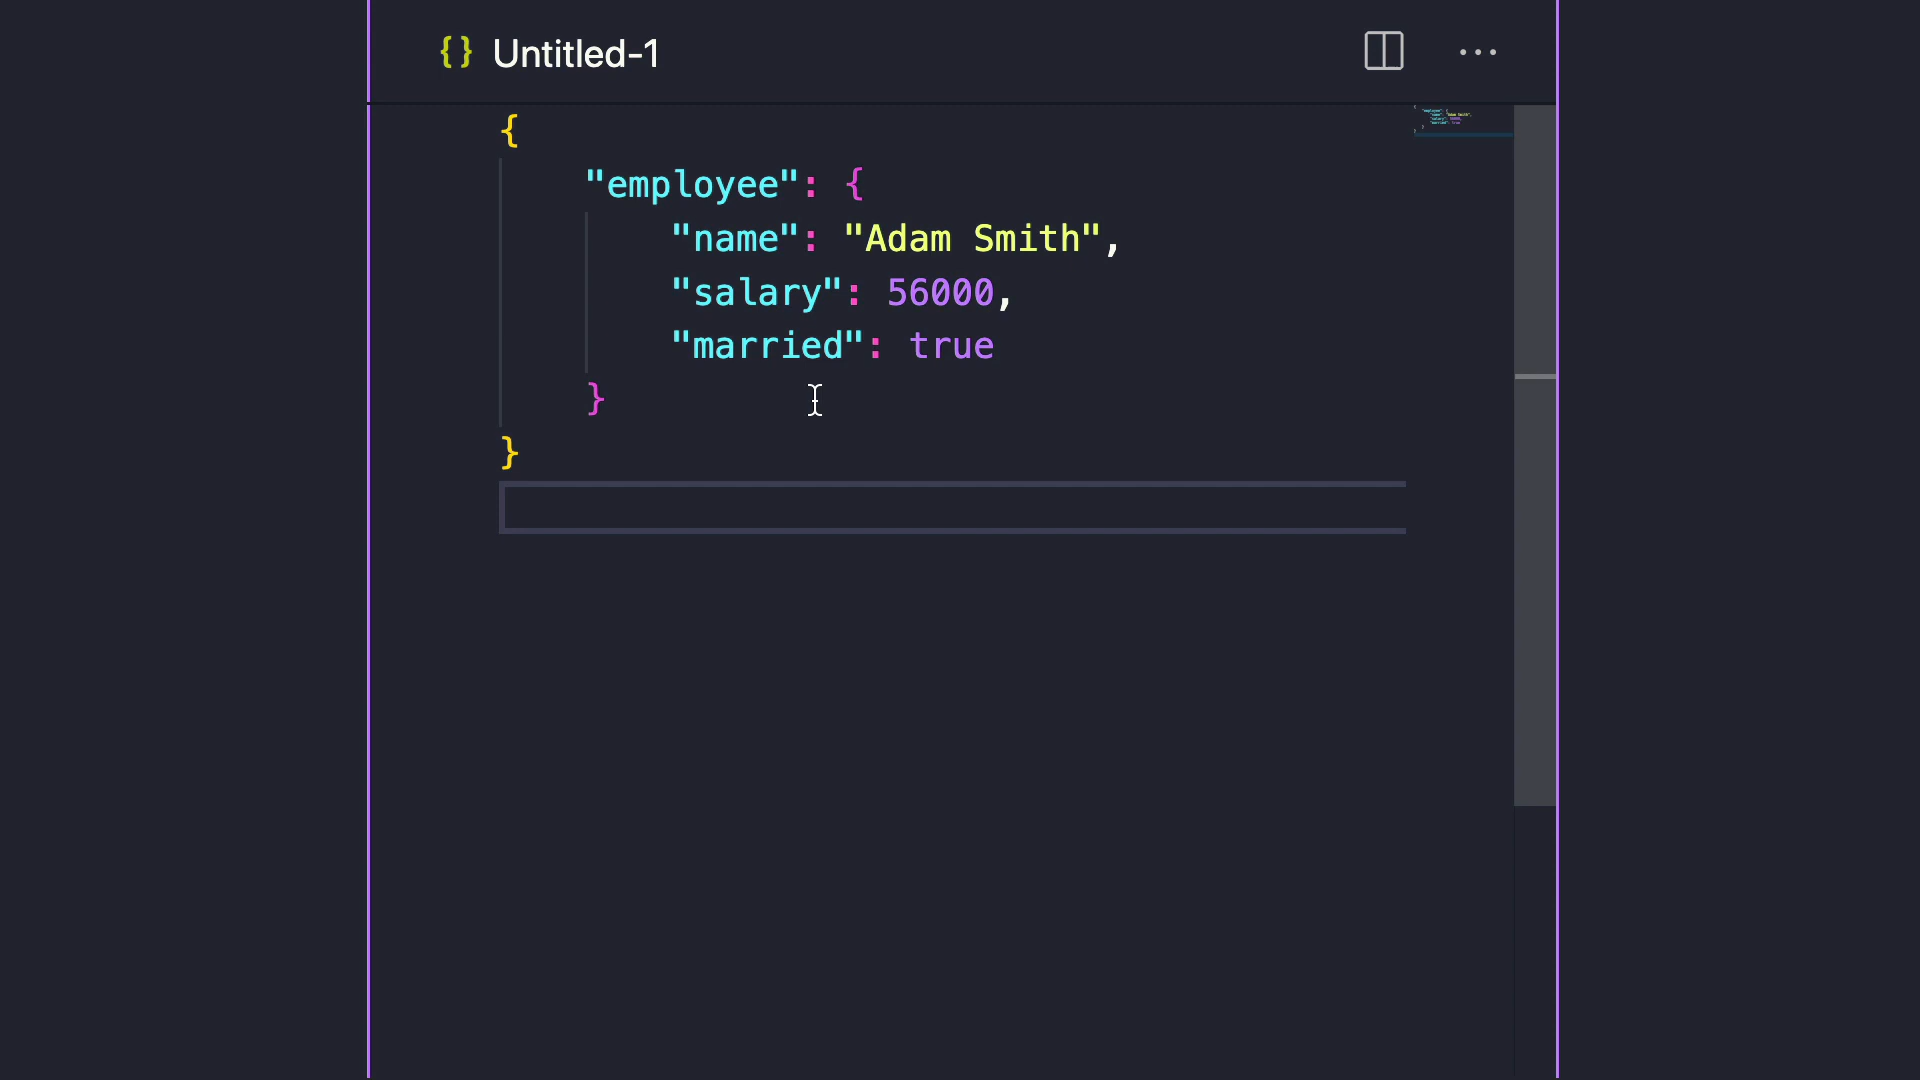 {} Untitled-1
{
"employee": {
"name": "Adam Smith",
"salary": 56000,
"married": true
}
}